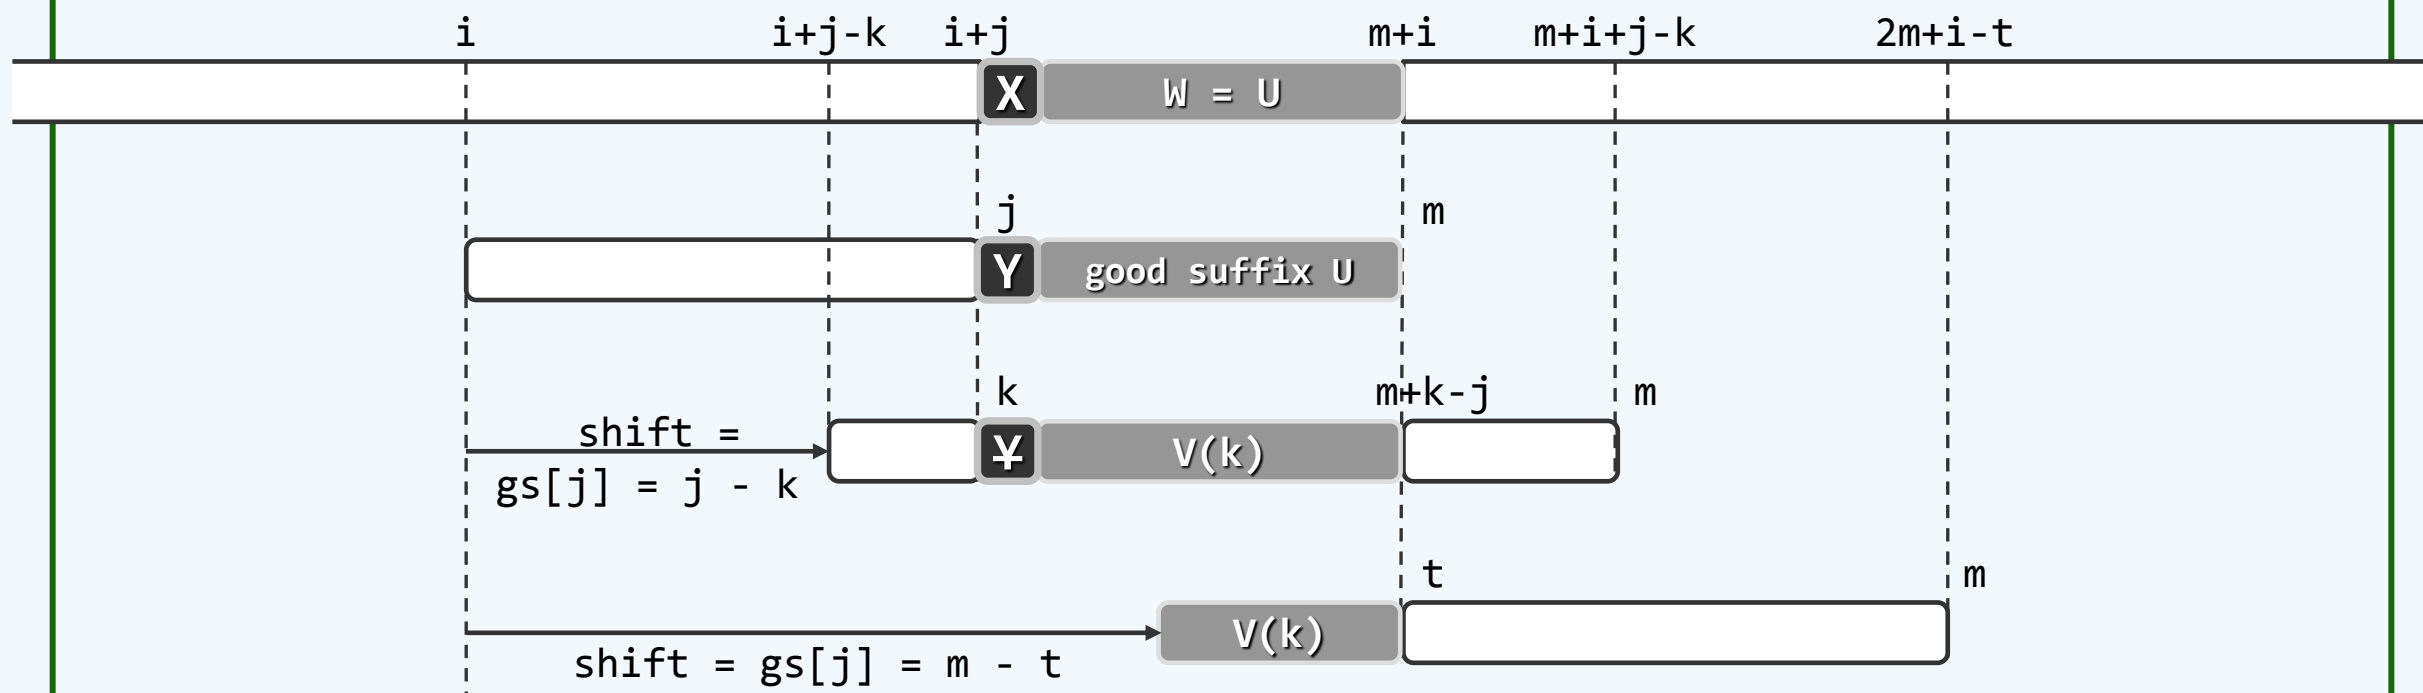 i i+j-k i+j m+i m+i+j-k 2m+i-t
X W = U
j m
Y good suffix U
k m+k-j m
shift =
¥ V(k)
gs[j] = j - k
t m
V(k)
shift = gs[j] = m - t